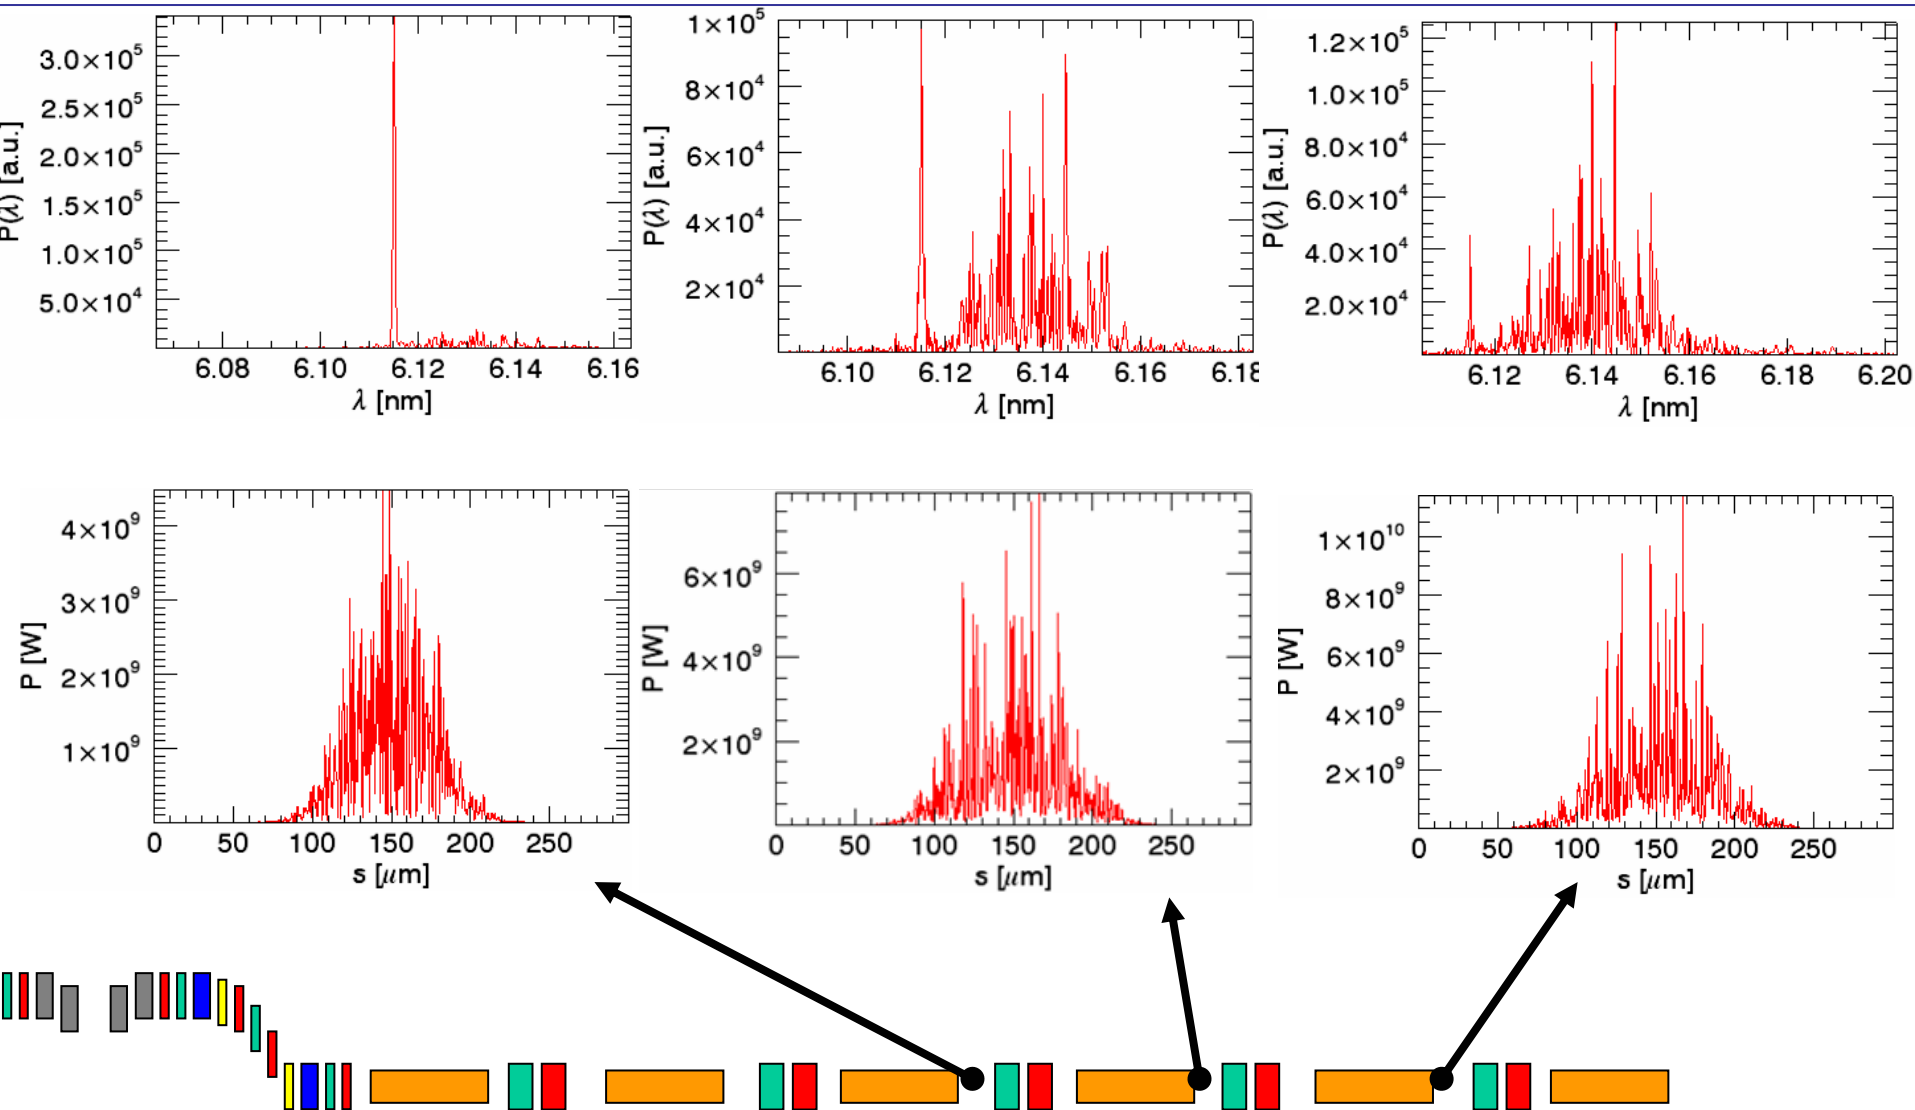 3.0×10⁵
2.5×10⁵
2.0×10⁵
1.5×10⁵
1.0×10⁵
5.0×10⁴
P(λ) [a.u.]
6.08 6.10 6.12 6.14 6.16
λ [nm]
1×10⁵
8×10⁴
6×10⁴
4×10⁴
2×10⁴
P(λ) [a.u.]
6.10 6.12 6.14 6.16 6.18
λ [nm]
1.2×10⁵
1.0×10⁵
8.0×10⁴
6.0×10⁴
4.0×10⁴
2.0×10⁴
P(λ) [a.u.]
6.12 6.14 6.16 6.18 6.20
λ [nm]
4×10⁹
3×10⁹
2×10⁹
1×10⁹
P [W]
0 50 100 150 200 250
s [μm]
6×10⁹
4×10⁹
2×10⁹
P [W]
0 50 100 150 200 250
s [μm]
1×10¹⁰
8×10⁹
6×10⁹
4×10⁹
2×10⁹
P [W]
0 50 100 150 200 250
s [μm]